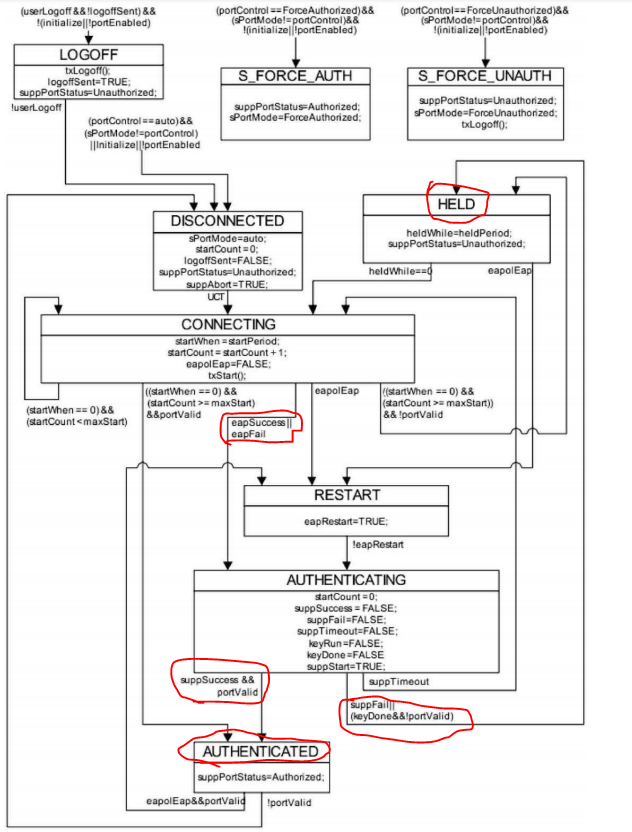 (userLogoff &&!logoffSent) &&
!(initialize||!portEnabled)
(portControl==ForceAuthorized)&&
(sPortMode!=portControl)&&
!(initialize||!portEnabled)
(portControl==ForceUnauthorized)&&
(sPortMode!=portControl)&&
!(initialize||!portEnabled)
LOGOFF
txLogoff();
logoffSent=TRUE;
suppPortStatus=Unauthorized;
S_FORCE_AUTH
suppPortStatus=Authorized;
sPortMode=ForceAuthorized;
S_FORCE_UNAUTH
suppPortStatus=Unauthorized;
sPortMode=ForceUnauthorized;
txLogoff();
!userLogoff
(portControl==auto)&&
(sPortMode!=portControl)
||Initialize||!portEnabled
DISCONNECTED
sPortMode=auto;
startCount=0;
logoffSent=FALSE;
suppPortStatus=Unauthorized;
suppAbort=TRUE;
HELD
heldWhile=heldPeriod;
suppPortStatus=Unauthorized;
heldWhile==0
eapolEap
UCT
CONNECTING
startWhen=startPeriod;
startCount=startCount + 1;
eapolEap=FALSE;
txStart();
(startWhen == 0) &&
(startCount<maxStart)
((startWhen == 0) &&
(startCount >= maxStart)
&&portValid
eapSuccess||
eapFail
eapolEap
((startWhen == 0) &&
(startCount >= maxStart))
&& !portValid
RESTART
eapRestart=TRUE;
!eapRestart
AUTHENTICATING
startCount=0;
suppSuccess = FALSE;
suppFail=FALSE;
suppTimeout=FALSE;
keyRun=FALSE;
keyDone=FALSE
suppStart=TRUE;
suppSuccess &&
portValid
suppTimeout
suppFail||
(keyDone&&!portValid)
AUTHENTICATED
suppPortStatus=Authorized;
eapolEap&&portValid
!portValid